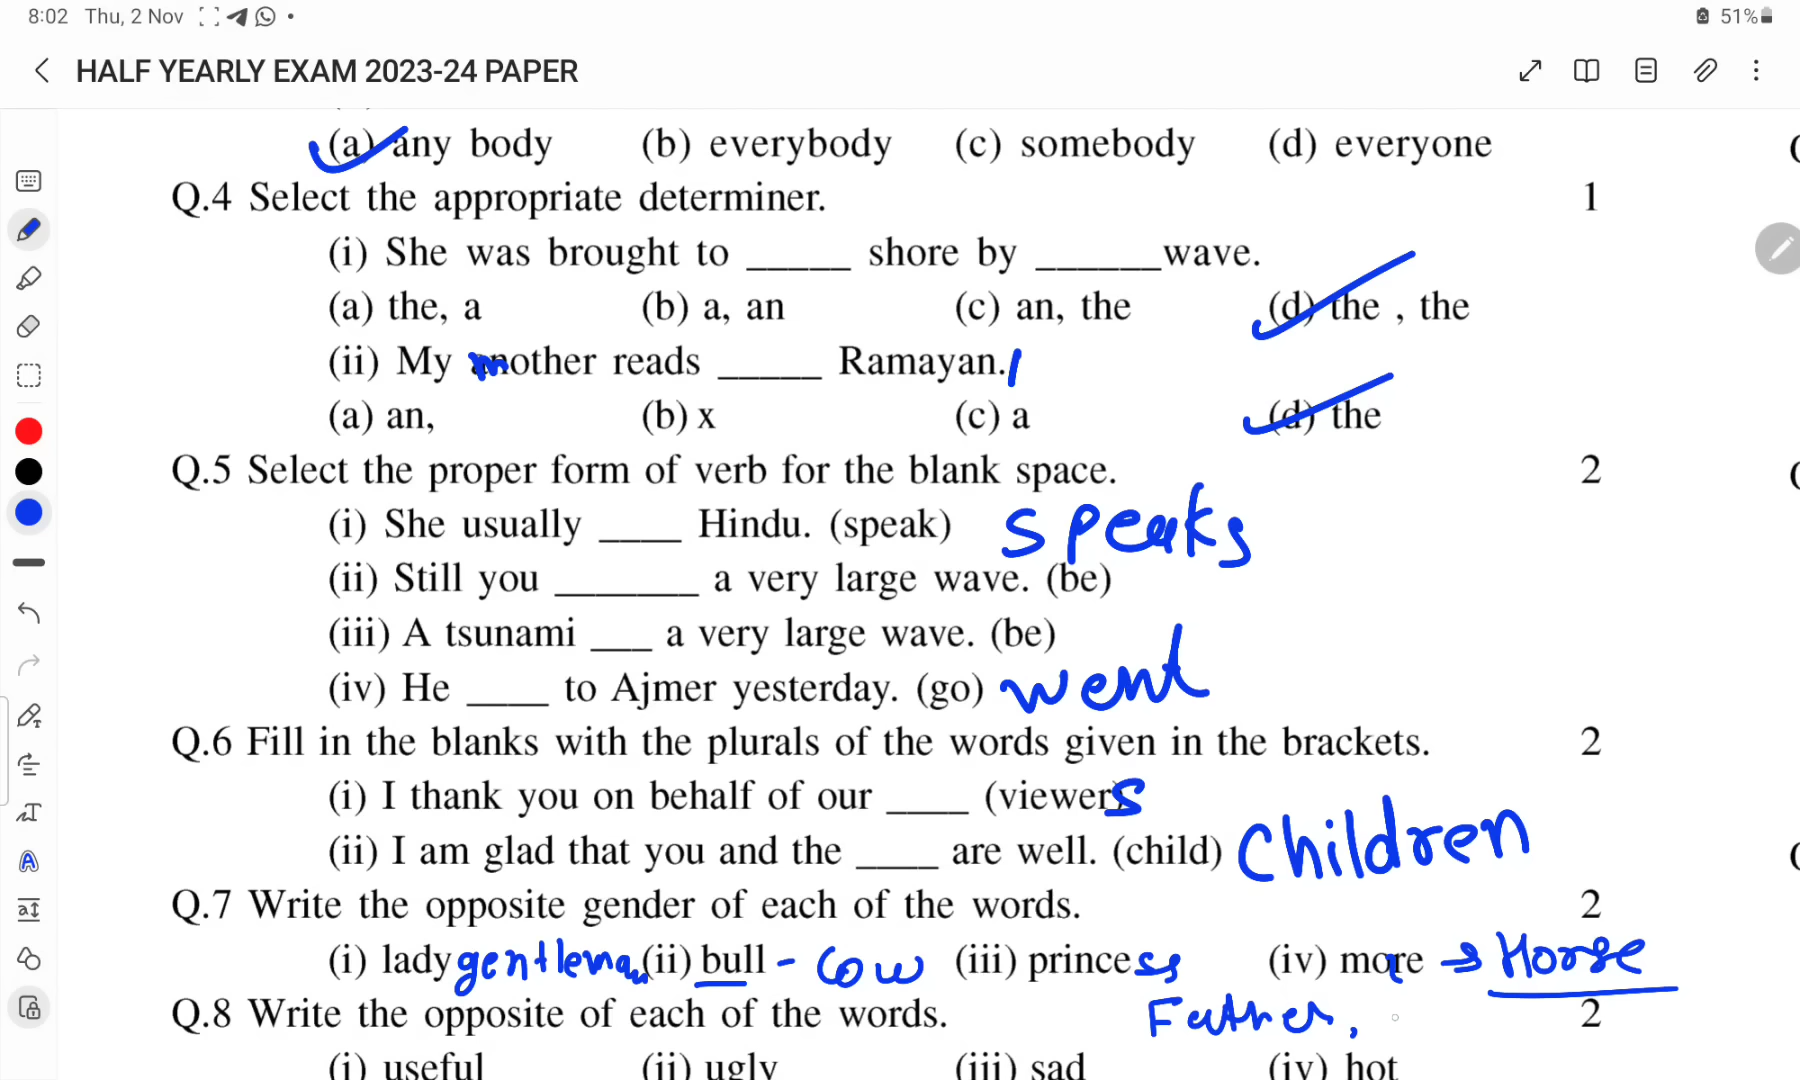 8:02 Thu, 2 Nov 51%
HALF YEARLY EXAM 2023-24 PAPER
(a) any body (b) everybody (c) somebody (d) everyone
Q.4 Select the appropriate determiner. 1
(i) She was brought to _____ shore by ______wave.
(a) the, a (b) a, an (c) an, the (d) the , the
(ii) My mother reads _____ Ramayan.
(a) an, (b) x (c) a (d) the
Q.5 Select the proper form of verb for the blank space. 2
(i) She usually ____ Hindu. (speak) speaks
(ii) Still you _______ a very large wave. (be)
(iii) A tsunami ___ a very large wave. (be)
(iv) He ____ to Ajmer yesterday. (go) went
Q.6 Fill in the blanks with the plurals of the words given in the brackets. 2
(i) I thank you on behalf of our ____ (viewers
(ii) I am glad that you and the ____ are well. (child) Children
Q.7 Write the opposite gender of each of the words. 2
(i) lady gentleman (ii) bull - Cow (iii) princess (iv) more → Horse
Q.8 Write the opposite of each of the words. Father, 2
(i) useful (ii) ugly (iii) sad (iv) hot